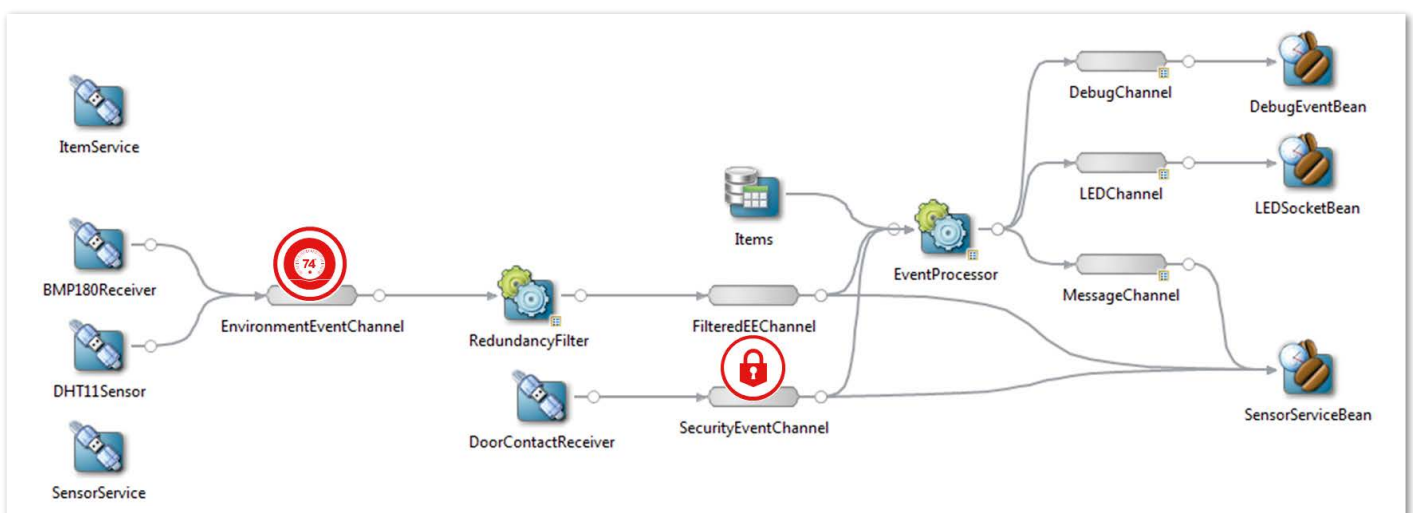 DebugChannel
DebugEventBean
ItemService
LEDChannel
LEDSocketBean
Items
BMP180Receiver
74
EventProcessor
MessageChannel
EnvironmentEventChannel
RedundancyFilter
FilteredEEChannel
DHT11Sensor
DoorContactReceiver
SecurityEventChannel
SensorServiceBean
SensorService